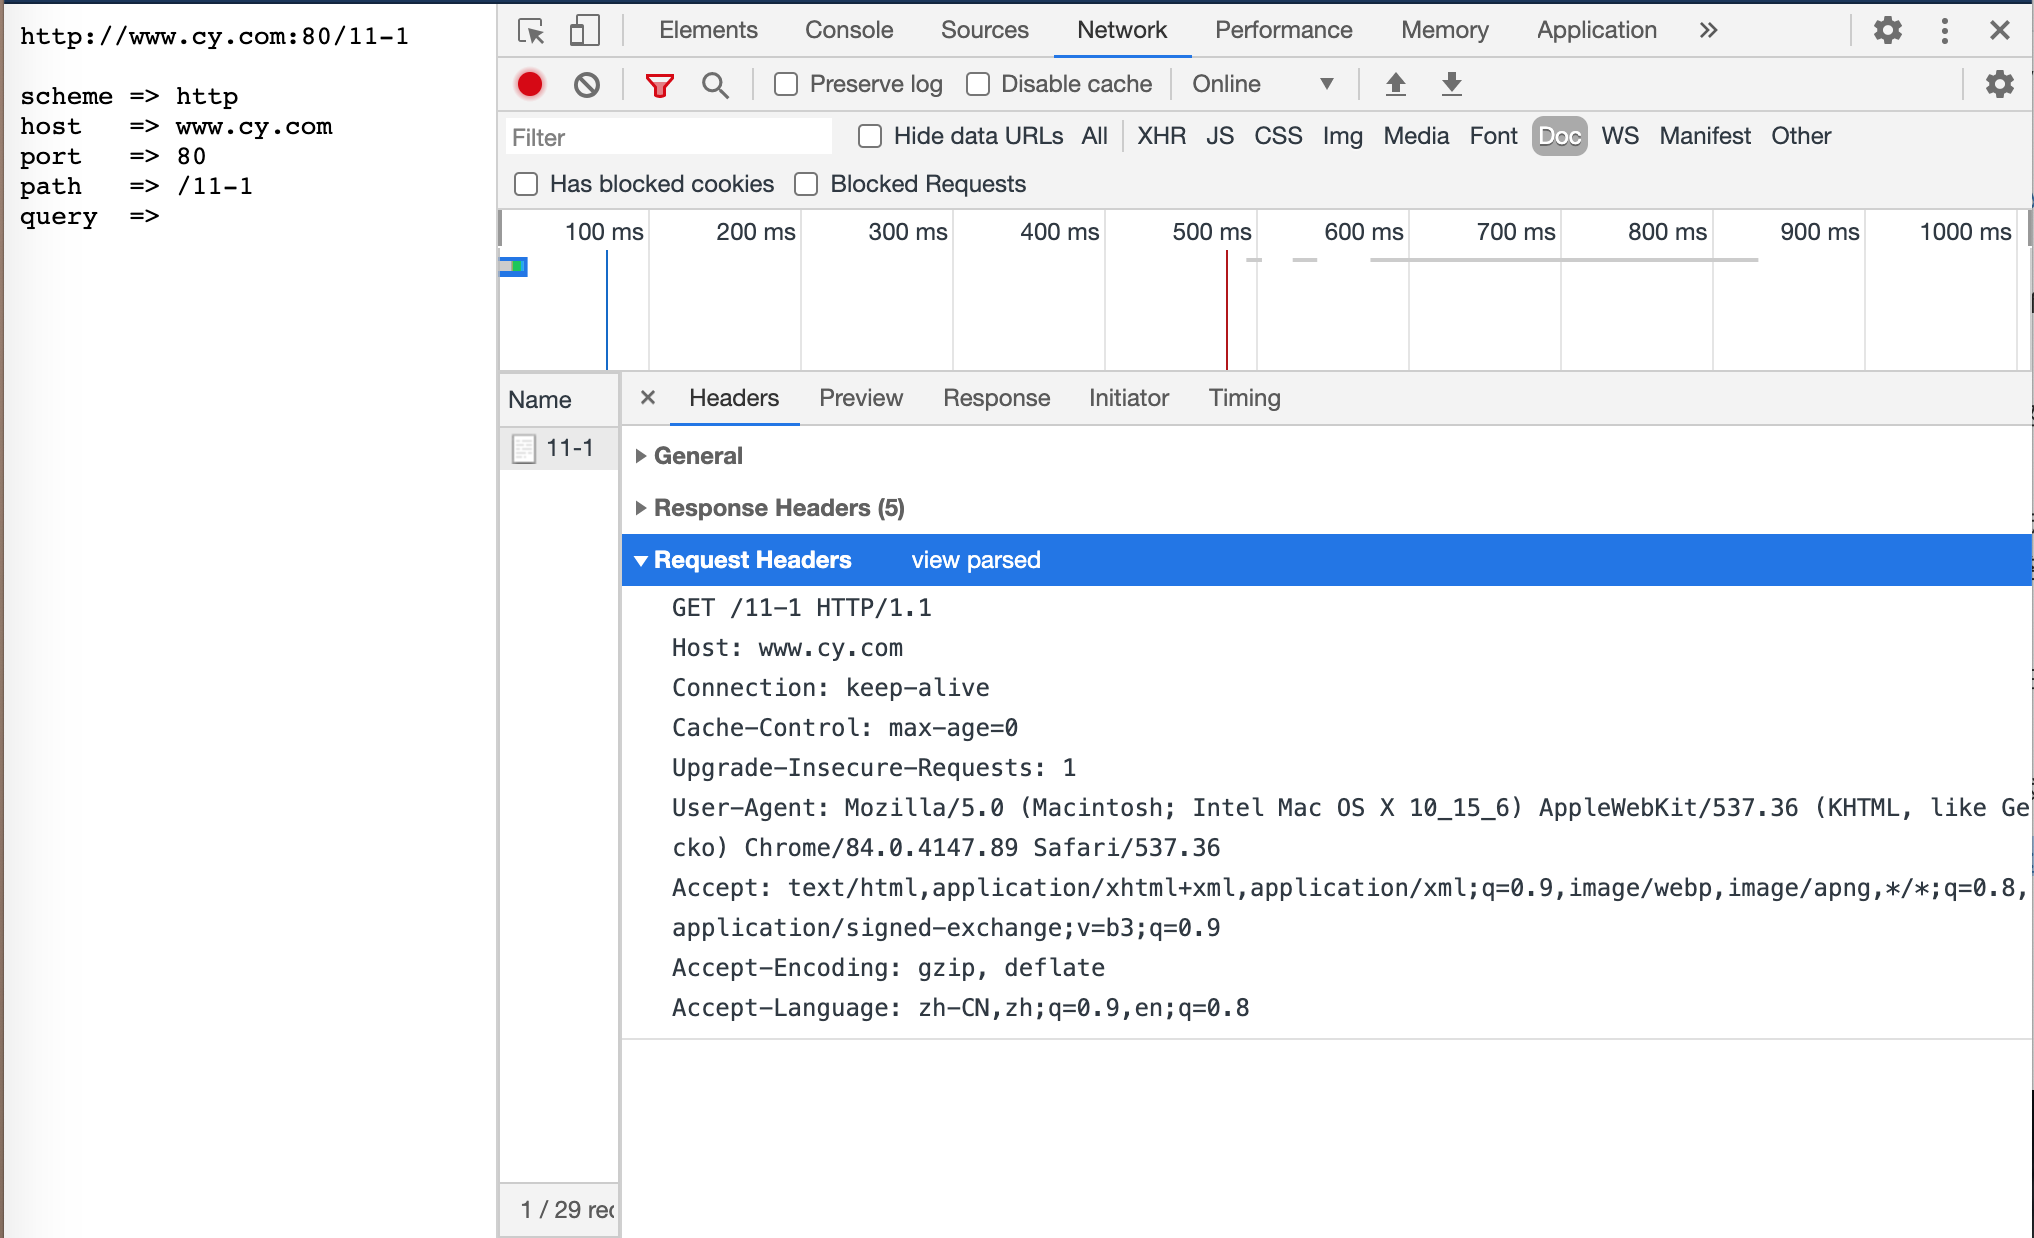 http://www.cy.com:80/11-1
scheme => http
host   => www.cy.com
port   => 80
path   => /11-1
query  =>
Elements Console Sources Network Performance Memory Application »
Preserve log Disable cache Online
Filter Hide data URLs All XHR JS CSS Img Media Font Doc WS Manifest Other
Has blocked cookies Blocked Requests
100 ms 200 ms 300 ms 400 ms 500 ms 600 ms 700 ms 800 ms 900 ms 1000 ms
Name × Headers Preview Response Initiator Timing
11-1
General
Response Headers (5)
Request Headers view parsed
GET /11-1 HTTP/1.1
Host: www.cy.com
Connection: keep-alive
Cache-Control: max-age=0
Upgrade-Insecure-Requests: 1
User-Agent: Mozilla/5.0 (Macintosh; Intel Mac OS X 10_15_6) AppleWebKit/537.36 (KHTML, like Ge
cko) Chrome/84.0.4147.89 Safari/537.36
Accept: text/html,application/xhtml+xml,application/xml;q=0.9,image/webp,image/apng,*/*;q=0.8,
application/signed-exchange;v=b3;q=0.9
Accept-Encoding: gzip, deflate
Accept-Language: zh-CN,zh;q=0.9,en;q=0.8
1 / 29